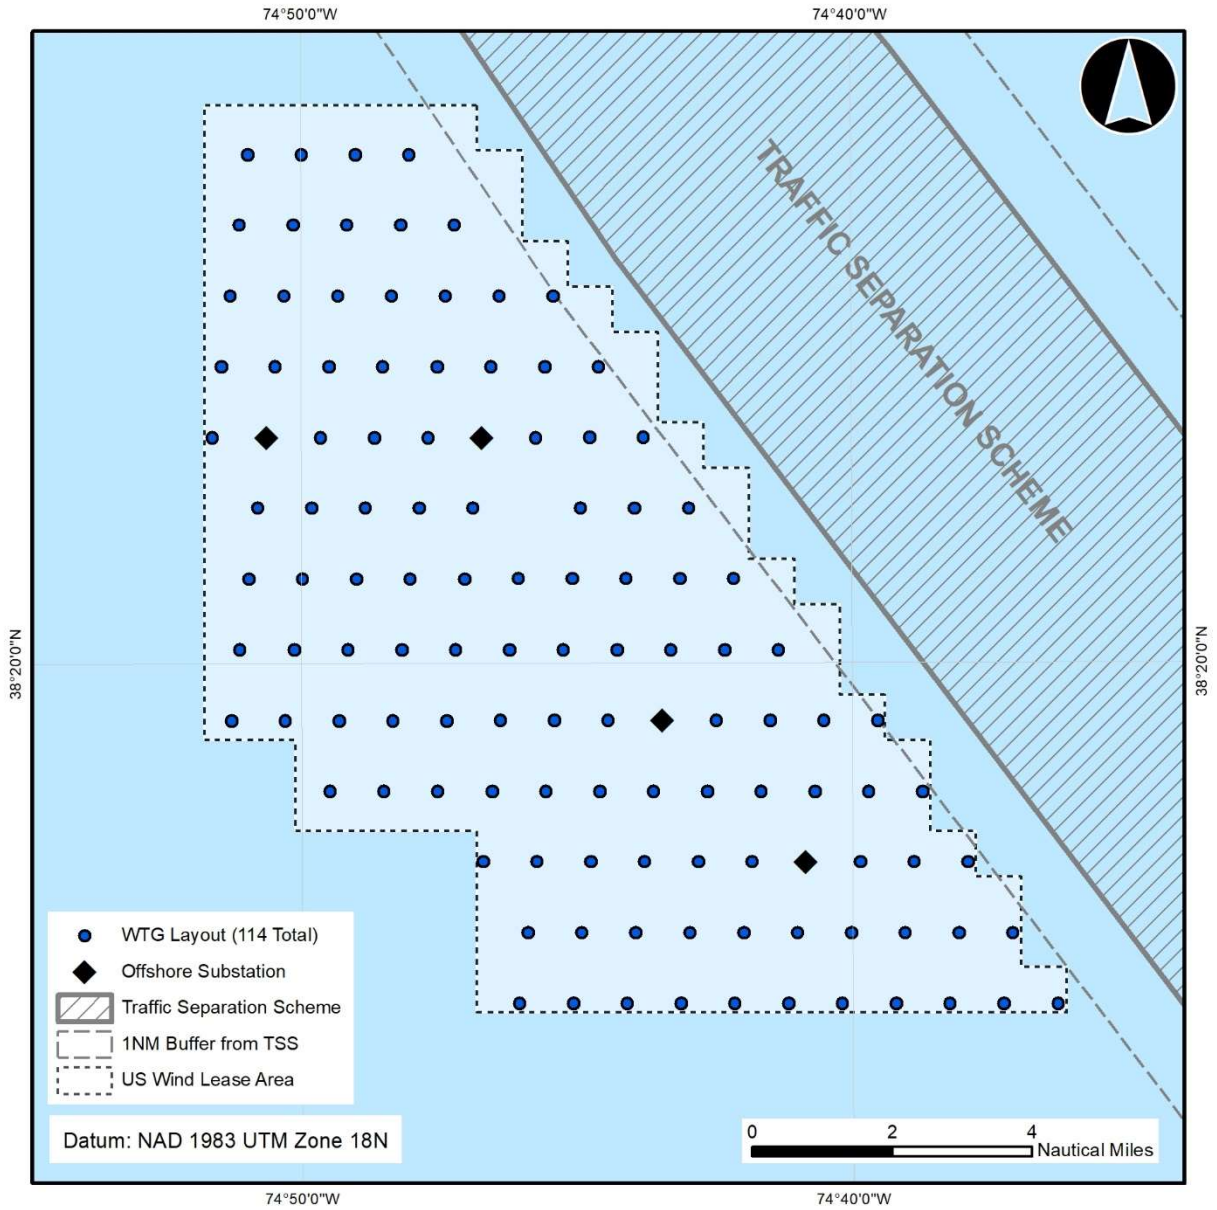 74°50'0"W
74°40'0"W
TRAFFIC SEPARATION SCHEME
38°20'0"N
38°20'0"N
WTG Layout (114 Total)
Offshore Substation
Traffic Separation Scheme
1NM Buffer from TSS
US Wind Lease Area
Datum: NAD 1983 UTM Zone 18N
0 2 4
Nautical Miles
74°50'0"W
74°40'0"W